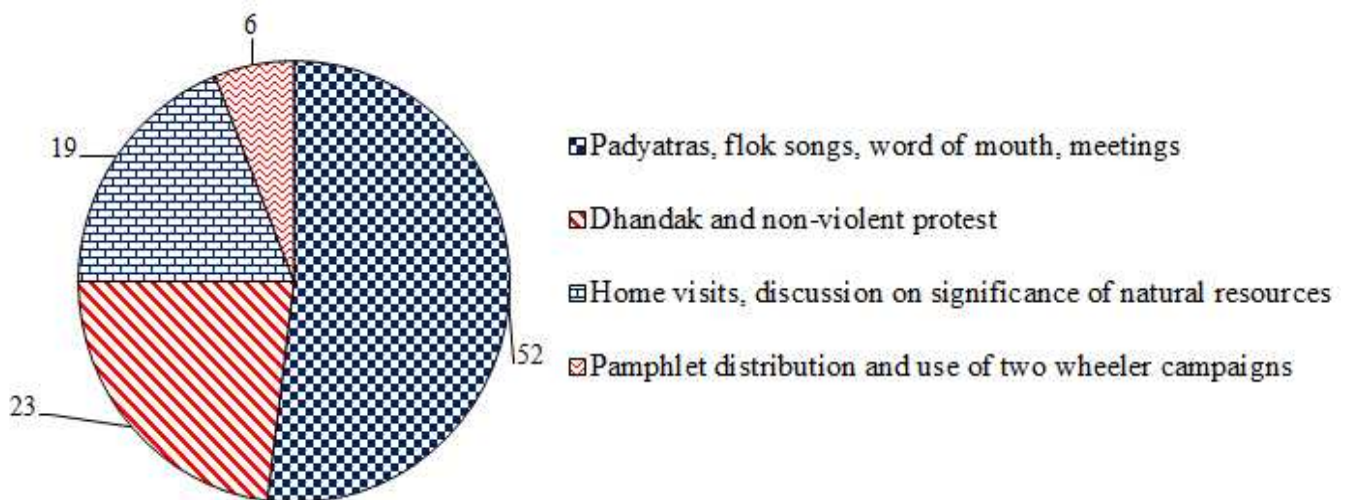 6
19
23
52
Padyatras, flok songs, word of mouth, meetings
Dhandak and non-violent protest
Home visits, discussion on significance of natural resources
Pamphlet distribution and use of two wheeler campaigns